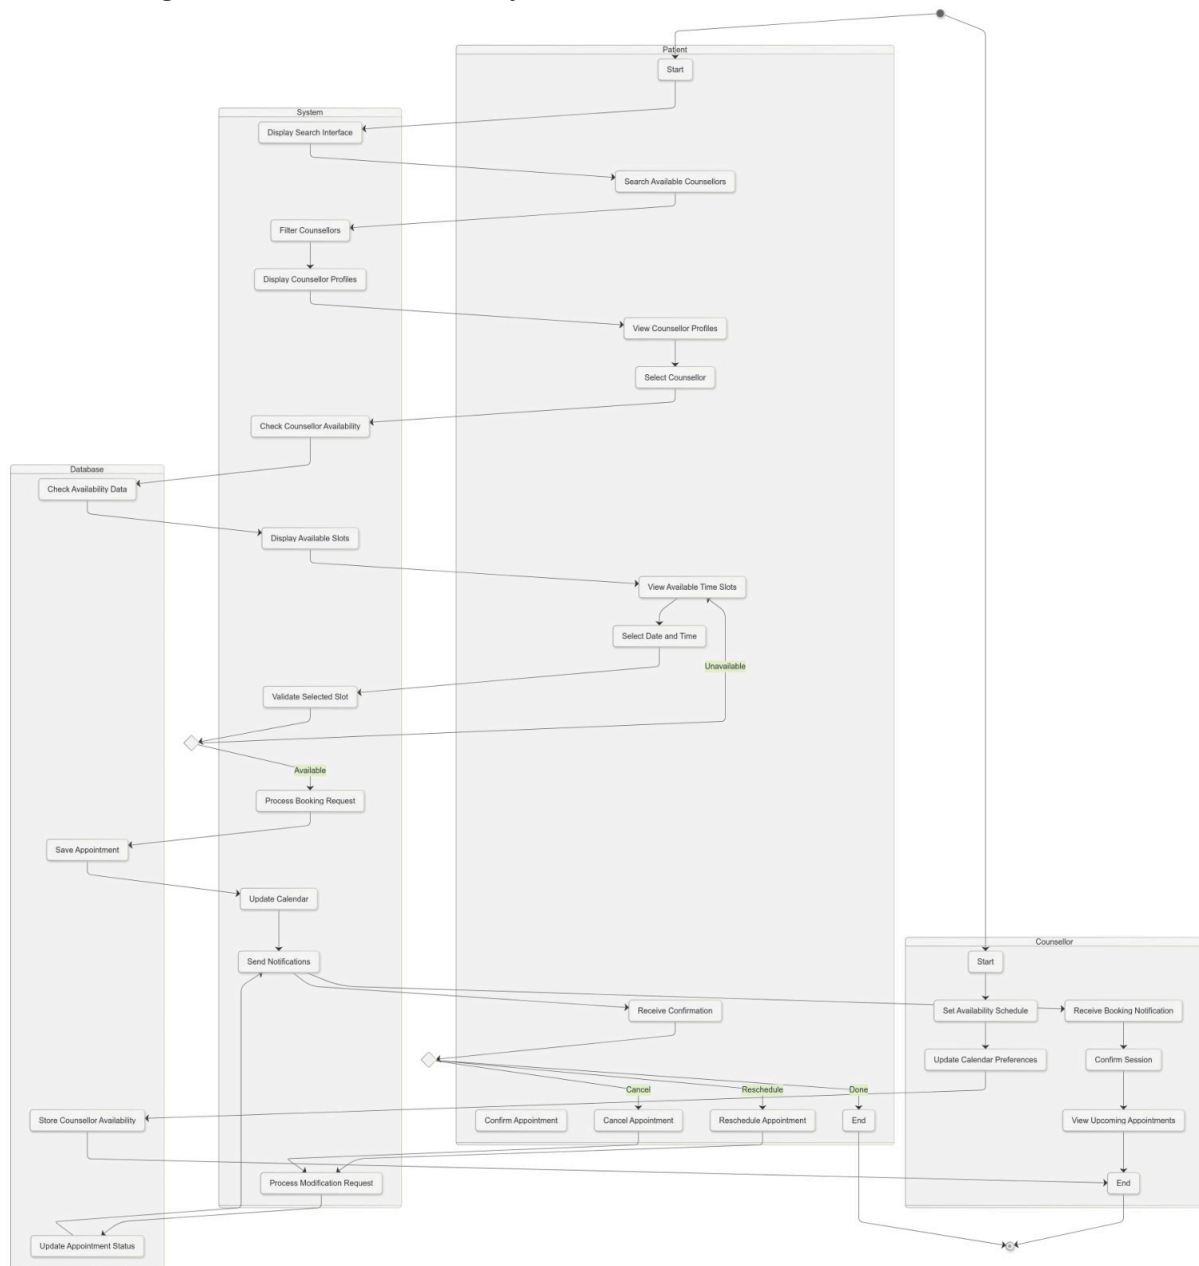 Patient
Start
System
Display Search Interface
Search Available Counsellors
Filter Counsellors
Display Counsellor Profiles
View Counsellor Profiles
Select Counsellor
Check Counsellor Availability
Database
Check Availability Data
Display Available Slots
View Available Time Slots
Select Date and Time
Unavailable
Validate Selected Slot
Available
Process Booking Request
Save Appointment
Update Calendar
Counsellor
Send Notifications
Start
Receive Confirmation
Set Availability Schedule
Receive Booking Notification
Update Calendar Preferences
Confirm Session
Cancel
Reschedule
Done
Store Counsellor Availability
Confirm Appointment
Cancel Appointment
Reschedule Appointment
End
View Upcoming Appointments
Process Modification Request
End
Update Appointment Status